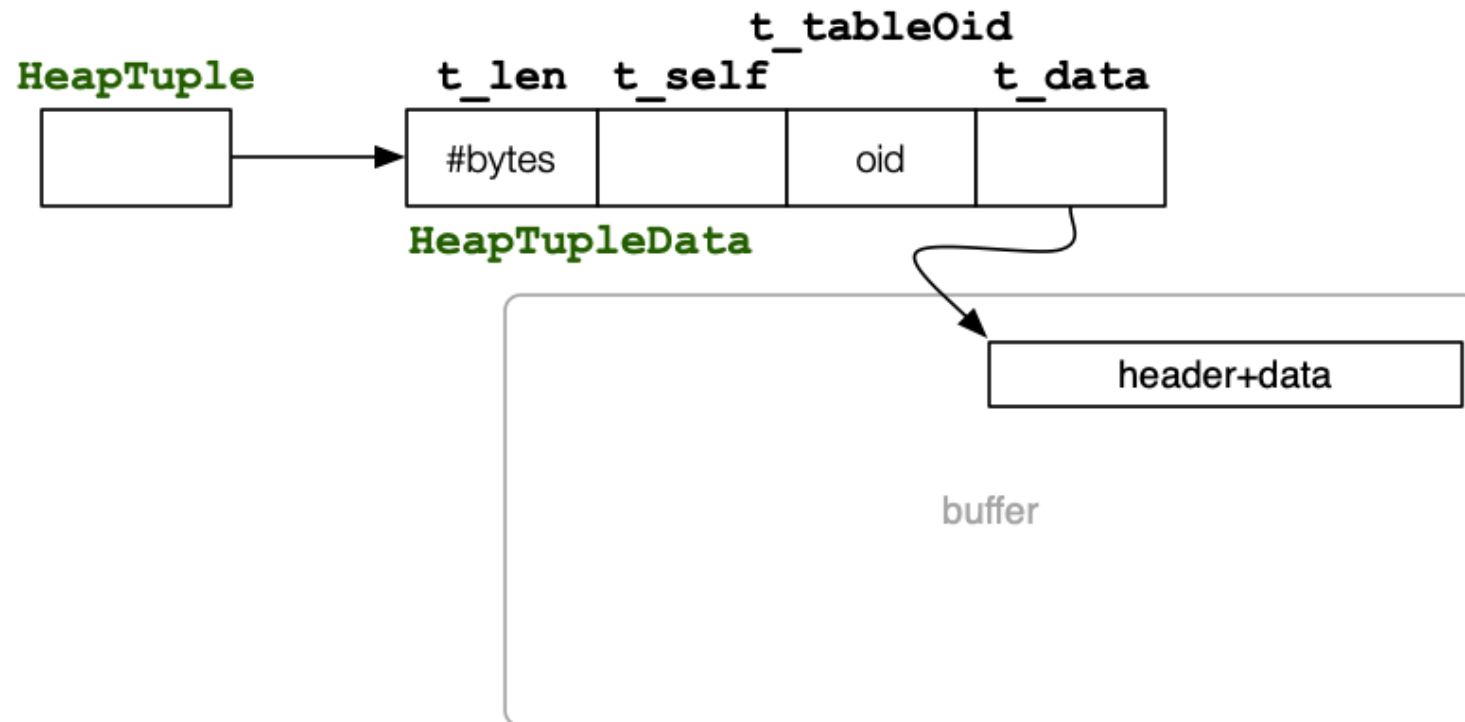 t_tableOid
HeapTuple t_len t_self t_data
#bytes oid
HeapTupleData
header+data
buffer